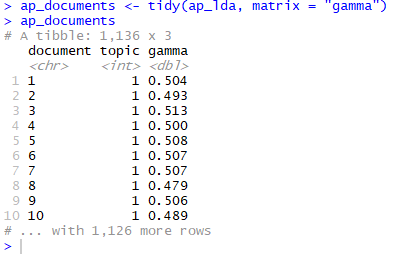 > ap_documents <- tidy(ap_lda, matrix = "gamma")
> ap_documents
# A tibble: 1,136 x 3
   document topic gamma
   <chr>    <int> <dbl>
 1 1            1 0.504
 2 2            1 0.493
 3 3            1 0.513
 4 4            1 0.500
 5 5            1 0.508
 6 6            1 0.507
 7 7            1 0.507
 8 8            1 0.479
 9 9            1 0.506
10 10           1 0.489
# ... with 1,126 more rows
>